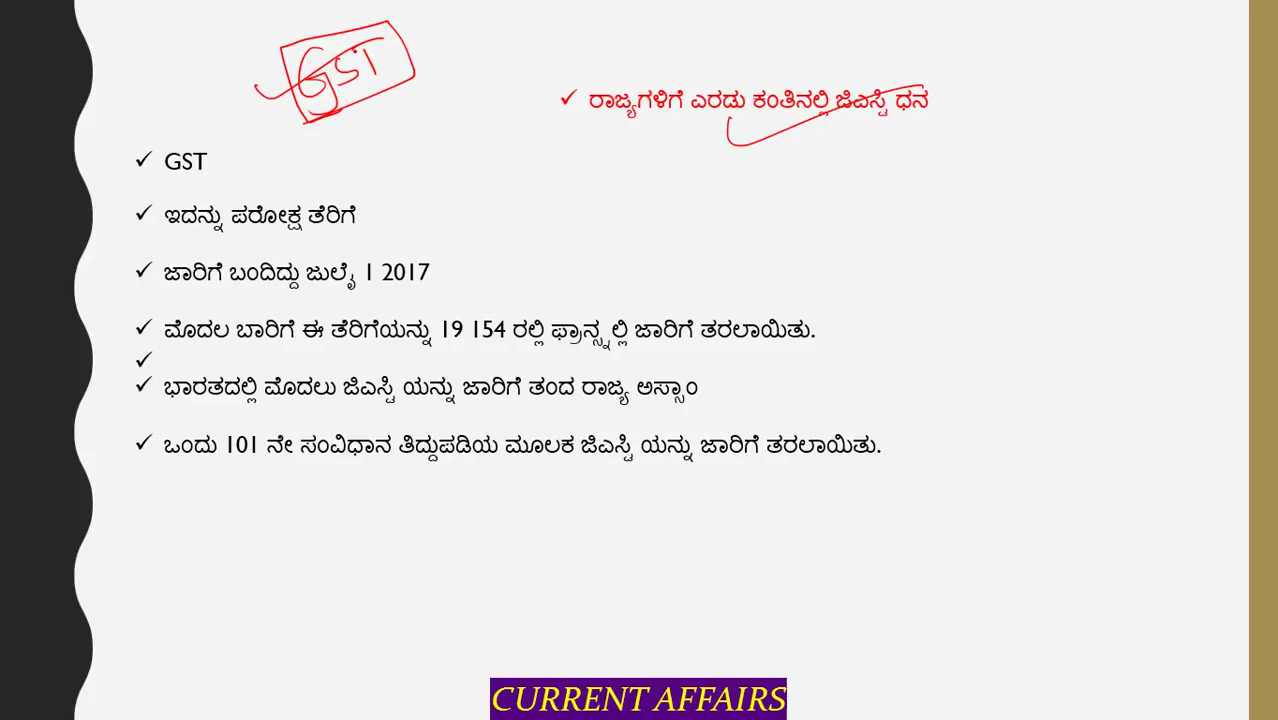 GST
ರಾಜ್ಯಗಳಿಗೆ ಎರಡು ಕಂತಿನಲ್ಲಿ ಜಿಎಸ್ಟಿ ಧನ
GST
ಇದನ್ನು ಪರೋಕ್ಷ ತೆರಿಗೆ
ಜಾರಿಗೆ ಬಂದಿದ್ದು ಜುಲೈ 1 2017
ಮೊದಲ ಬಾರಿಗೆ ಈ ತೆರಿಗೆಯನ್ನು 19 154 ರಲ್ಲಿ ಫ್ರಾನ್ಸ್ನಲ್ಲಿ ಜಾರಿಗೆ ತರಲಾಯಿತು.
ಭಾರತದಲ್ಲಿ ಮೊದಲು ಜಿಎಸ್ಟಿ ಯನ್ನು ಜಾರಿಗೆ ತಂದ ರಾಜ್ಯ ಅಸ್ಸಾಂ
ಒಂದು 101 ನೇ ಸಂವಿಧಾನ ತಿದ್ದುಪಡಿಯ ಮೂಲಕ ಜಿಎಸ್ಟಿ ಯನ್ನು ಜಾರಿಗೆ ತರಲಾಯಿತು.
CURRENT AFFAIRS